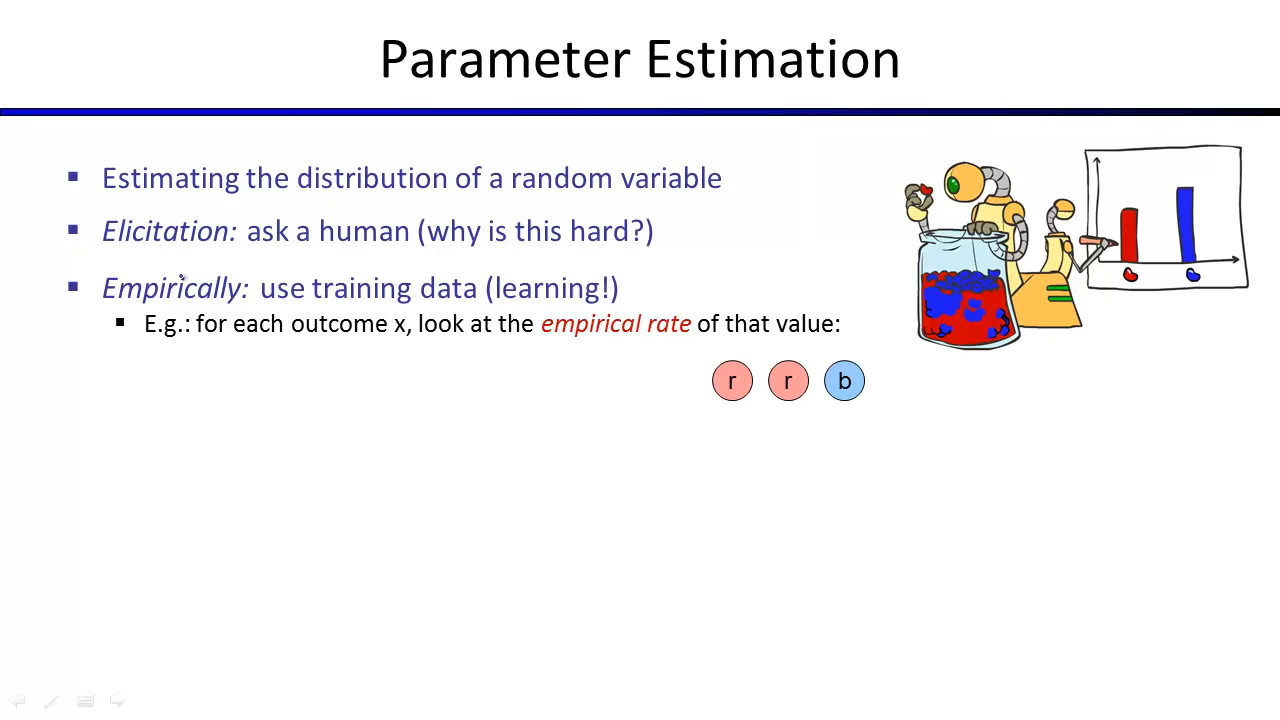 Parameter Estimation
Estimating the distribution of a random variable
Elicitation: ask a human (why is this hard?)
Empirically: use training data (learning!)
E.g.: for each outcome x, look at the empirical rate of that value:
r r b